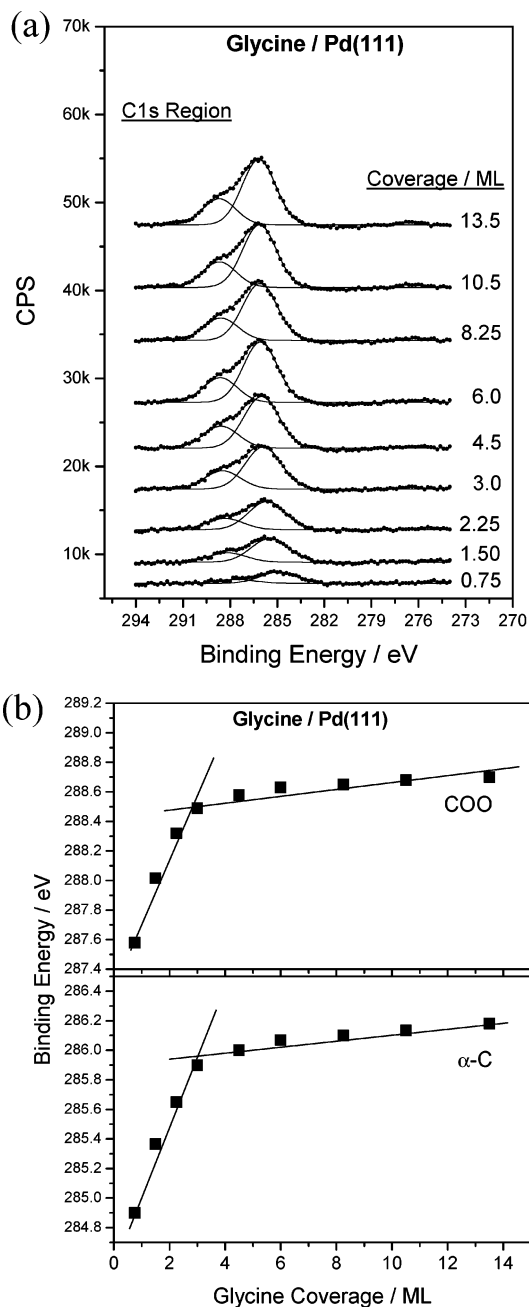 (a)
Glycine / Pd(111)
C1s Region
Coverage / ML
70k
60k
50k
40k
30k
20k
10k
CPS
13.5
10.5
8.25
6.0
4.5
3.0
2.25
1.50
0.75
294 291 288 285 282 279 276 273 270
Binding Energy / eV
(b)
Glycine / Pd(111)
289.2
289.0
288.8
288.6
288.4
288.2
288.0
287.8
287.6
287.4
COO
Binding Energy / eV
286.4
286.2
286.0
285.8
285.6
285.4
285.2
285.0
284.8
α-C
0 2 4 6 8 10 12 14
Glycine Coverage / ML